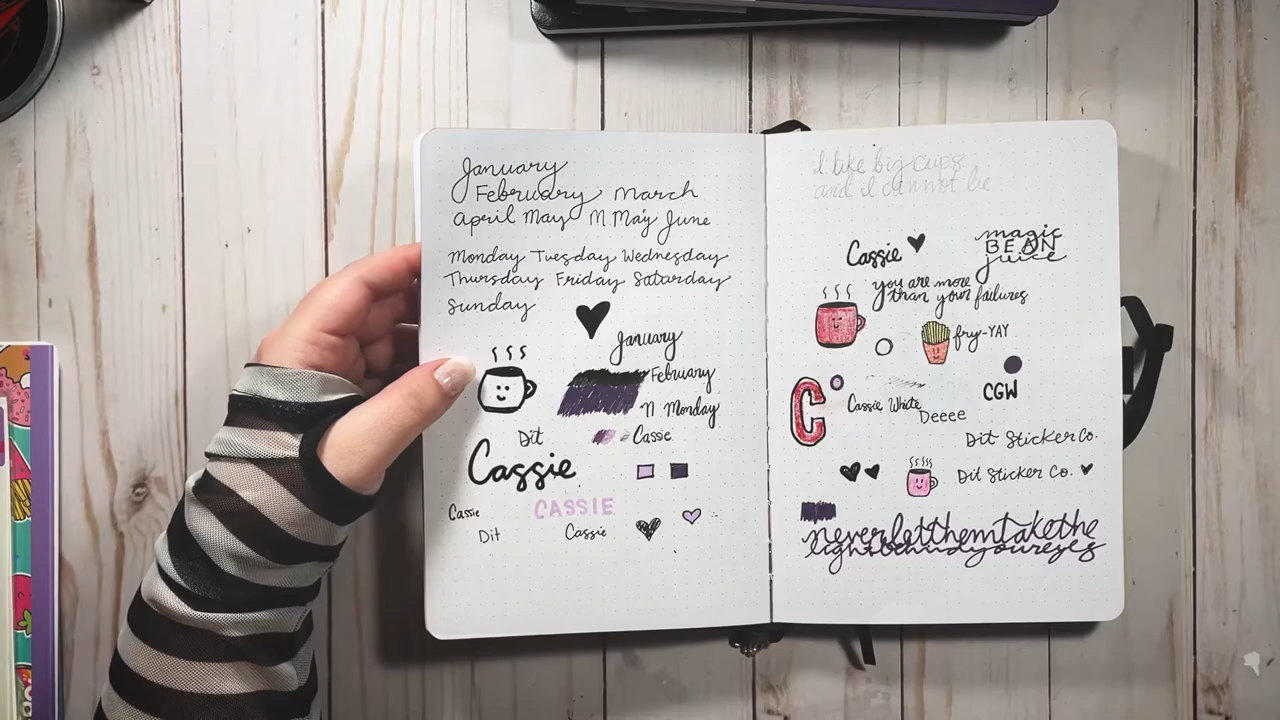 January
February March
April May M May June
Monday Tuesday Wednesday
Thursday Friday Saturday
Sunday
January
February
N Monday
Dit
Cassie
Cassie
Cassie
CASSIE
Dit
Cassie
I like big cups
and I cannot lie
Cassie
magic
BEAN
juice
you are more
than your failures
fry-YAY
C
CGW
Cassie White
Deeee
Dit Sticker Co.
Dit Sticker Co.
neverletthemtakethe
lightbehindyoureyes